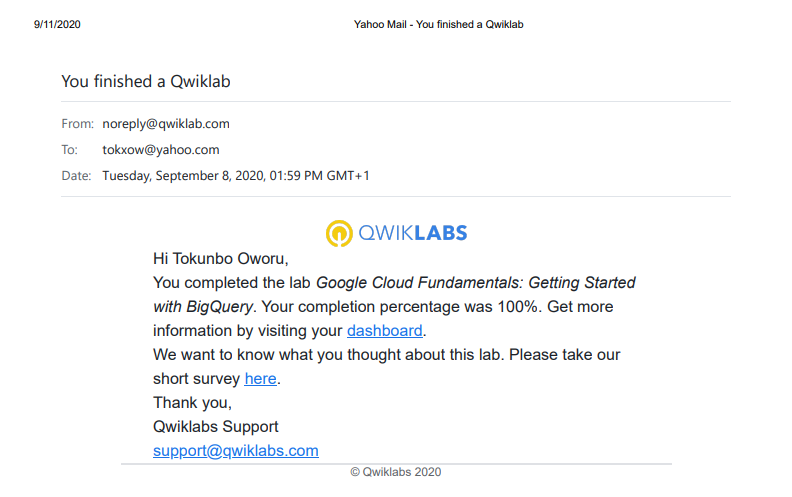 9/11/2020 Yahoo Mail - You finished a Qwiklab
You finished a Qwiklab
From: noreply@qwiklab.com
To: tokxow@yahoo.com
Date: Tuesday, September 8, 2020, 01:59 PM GMT+1
QWIKLABS
Hi Tokunbo Oworu,
You completed the lab Google Cloud Fundamentals: Getting Started
with BigQuery. Your completion percentage was 100%. Get more
information by visiting your dashboard.
We want to know what you thought about this lab. Please take our
short survey here.
Thank you,
Qwiklabs Support
support@qwiklabs.com
© Qwiklabs 2020